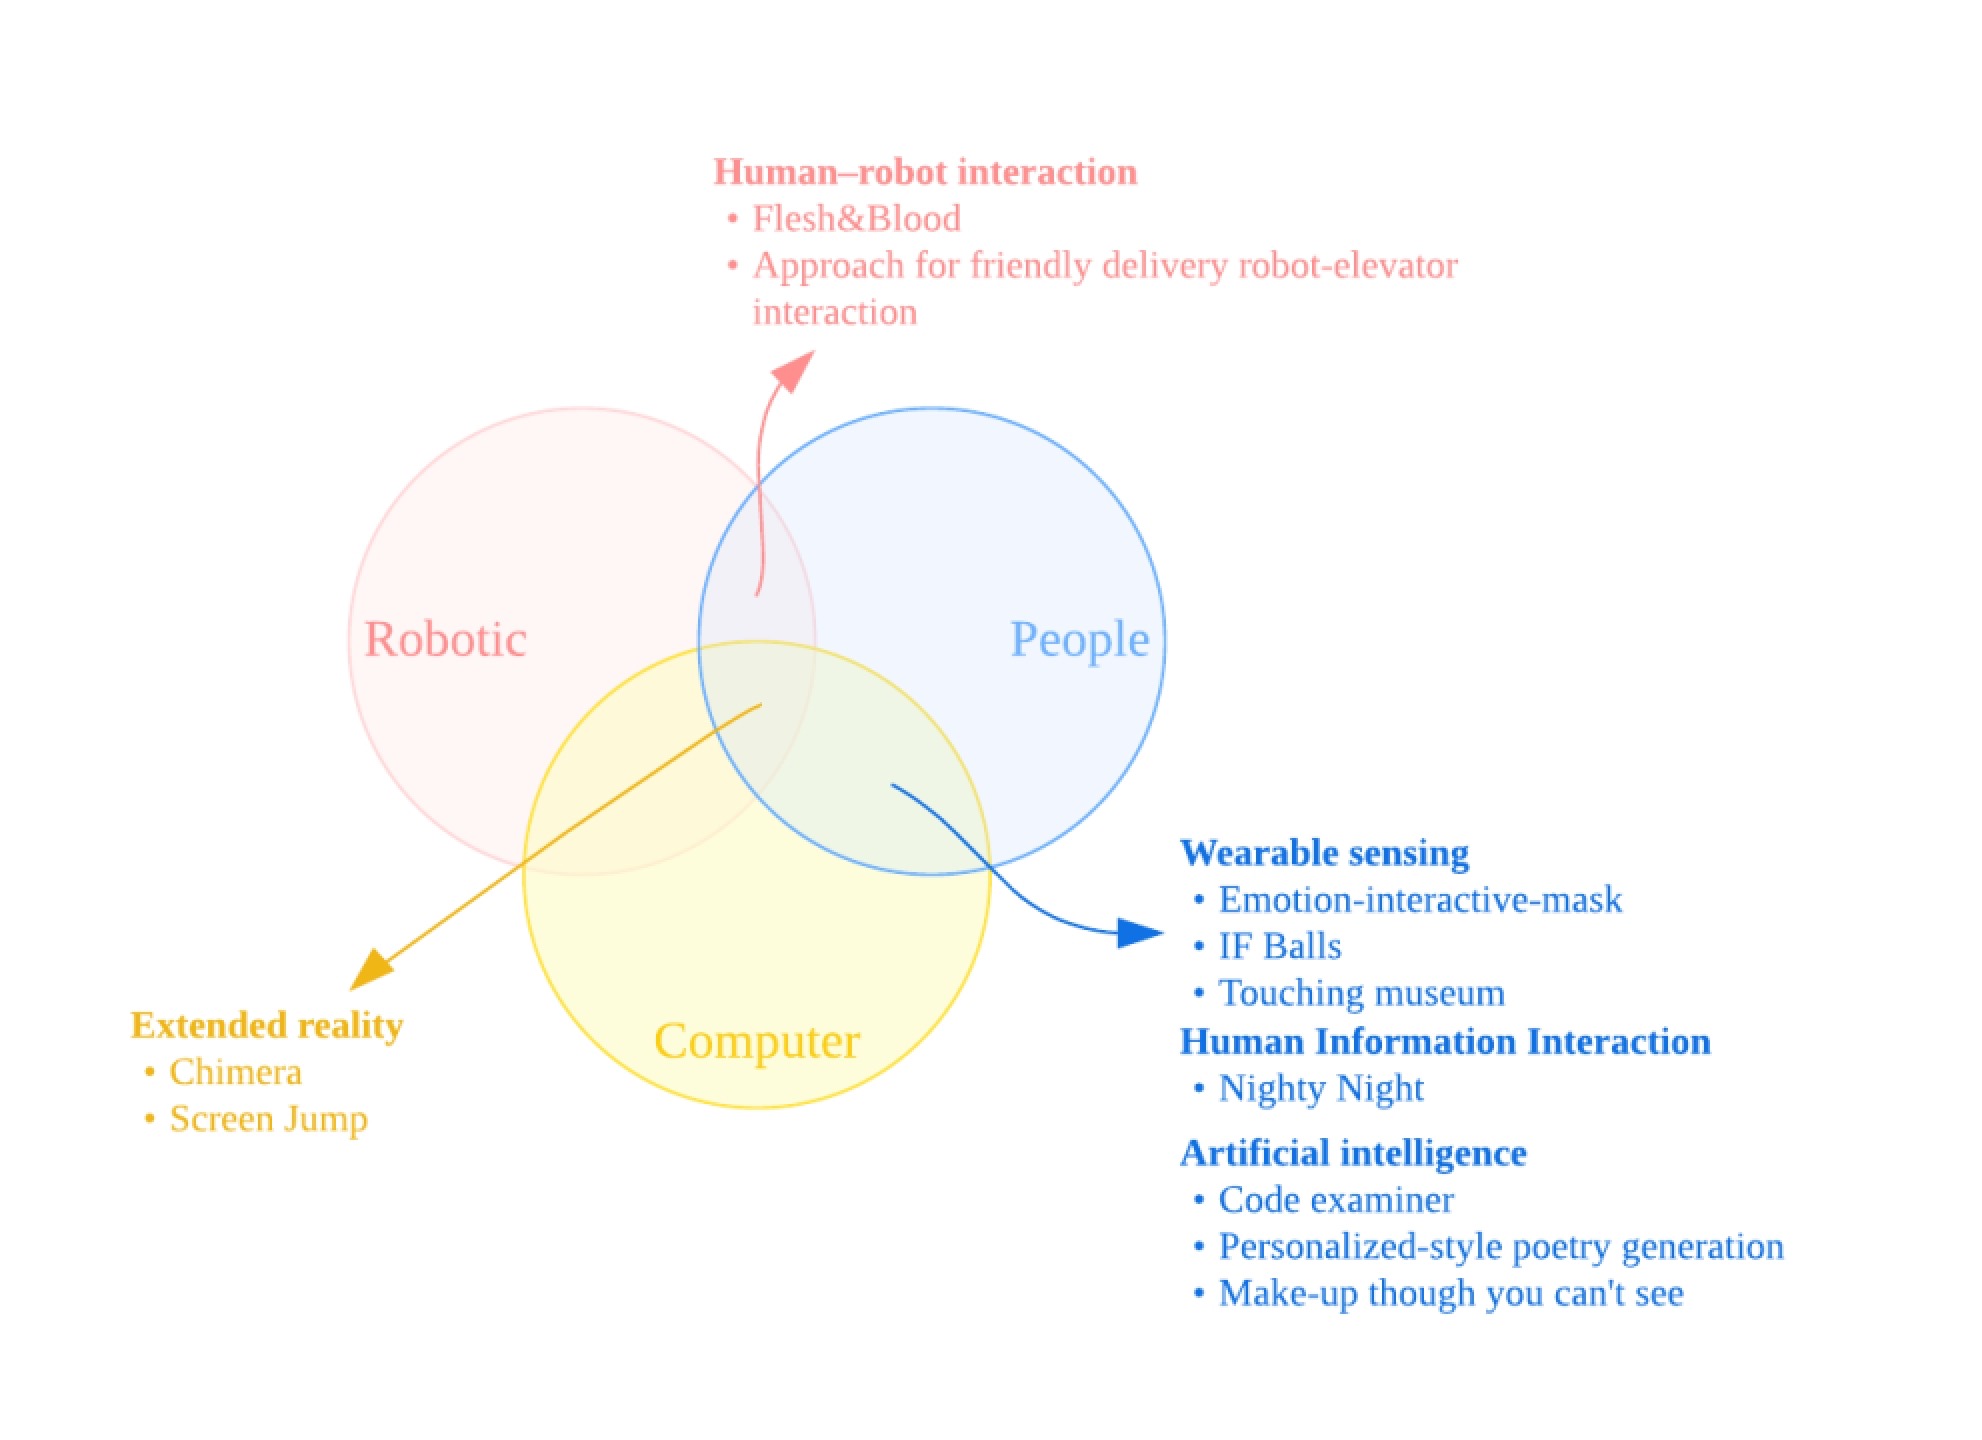 Human–robot interaction
• Flesh&Blood
• Approach for friendly delivery robot-elevator
interaction
Robotic
People
Computer
Extended reality
• Chimera
• Screen Jump
Wearable sensing
• Emotion-interactive-mask
• IF Balls
• Touching museum
Human Information Interaction
• Nighty Night
Artificial intelligence
• Code examiner
• Personalized-style poetry generation
• Make-up though you can't see